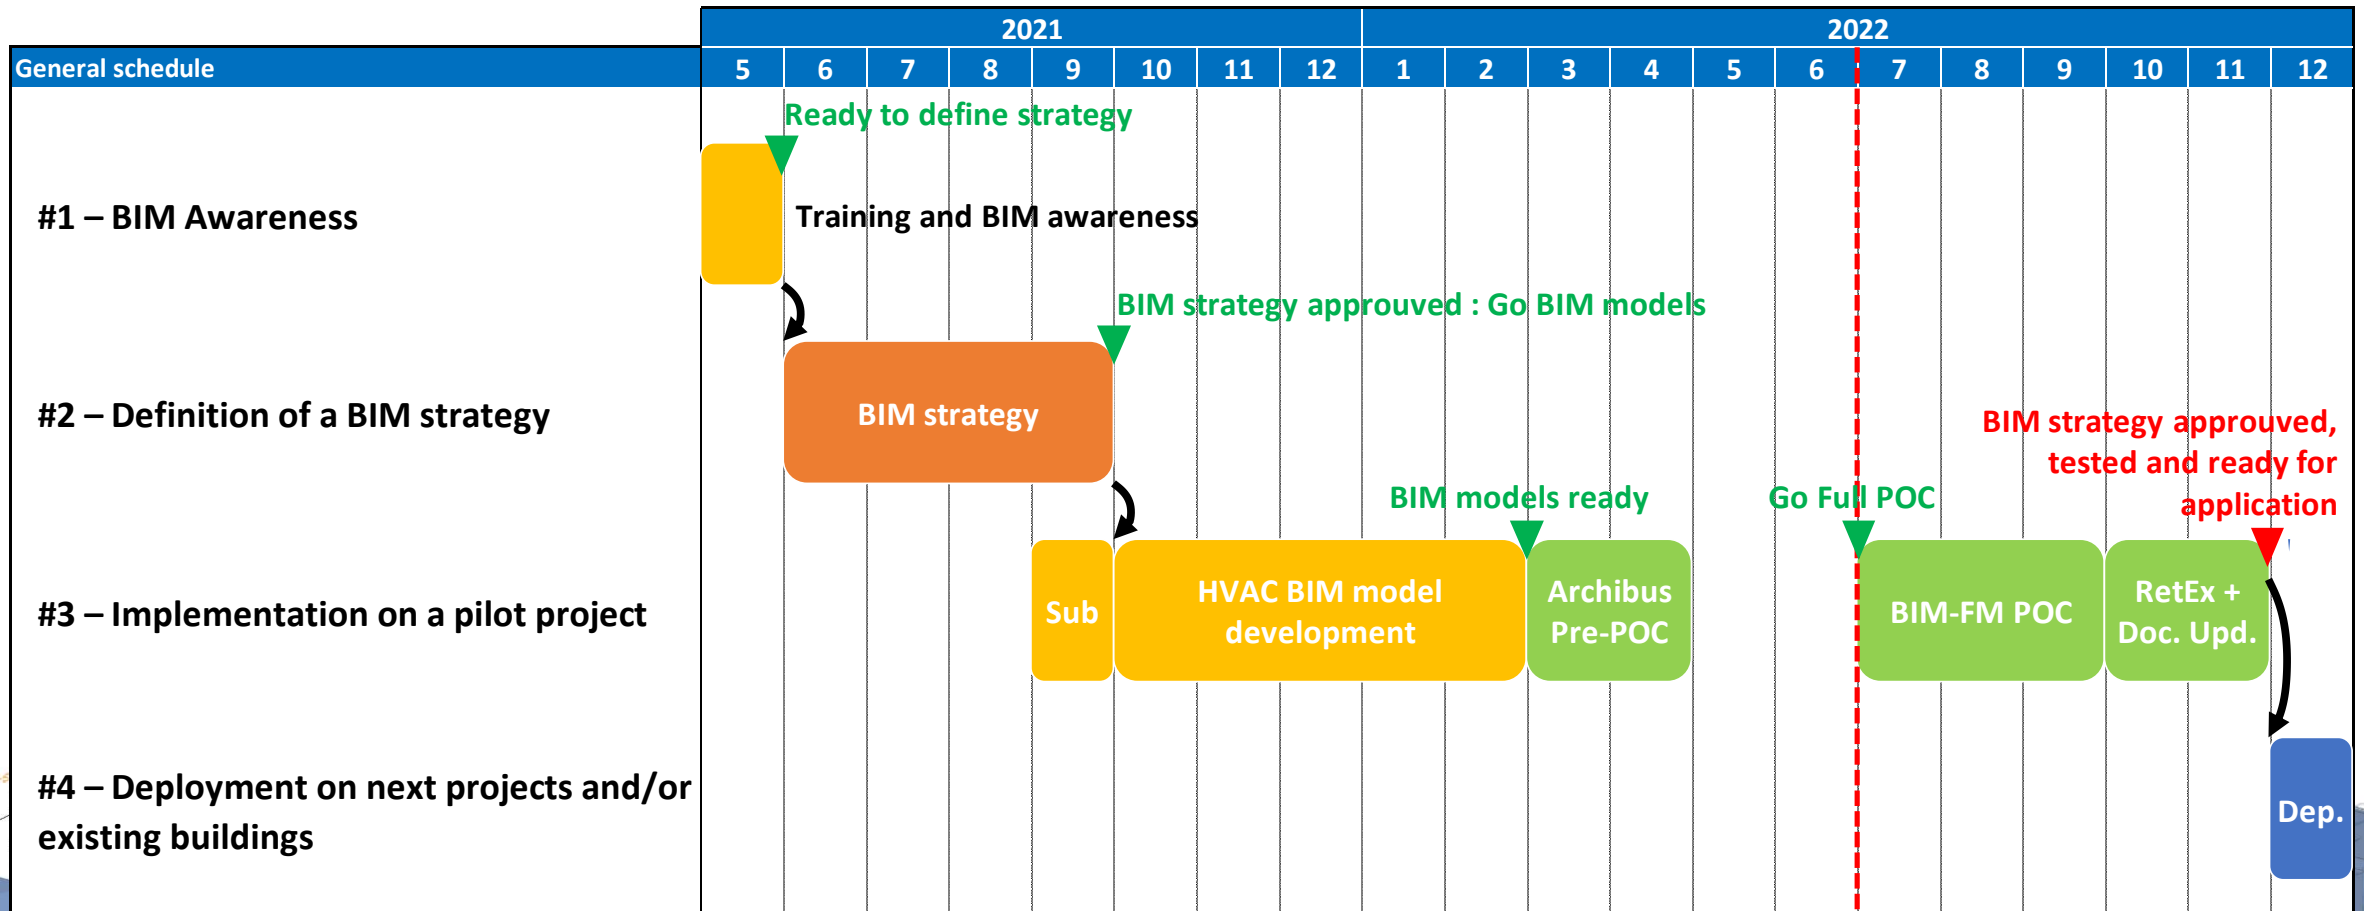 2021 2022
General schedule 5 6 7 8 9 10 11 12 1 2 3 4 5 6 7 8 9 10 11 12
Ready to define strategy
#1 – BIM Awareness
Training and BIM awareness
BIM strategy approuved : Go BIM models
#2 – Definition of a BIM strategy
BIM strategy
BIM strategy approuved,
tested and ready for
application
BIM models ready
Go Full POC
#3 – Implementation on a pilot project
Sub
HVAC BIM model
development
Archibus
Pre-POC
BIM-FM POC
RetEx +
Doc. Upd.
#4 – Deployment on next projects and/or
existing buildings
Dep.